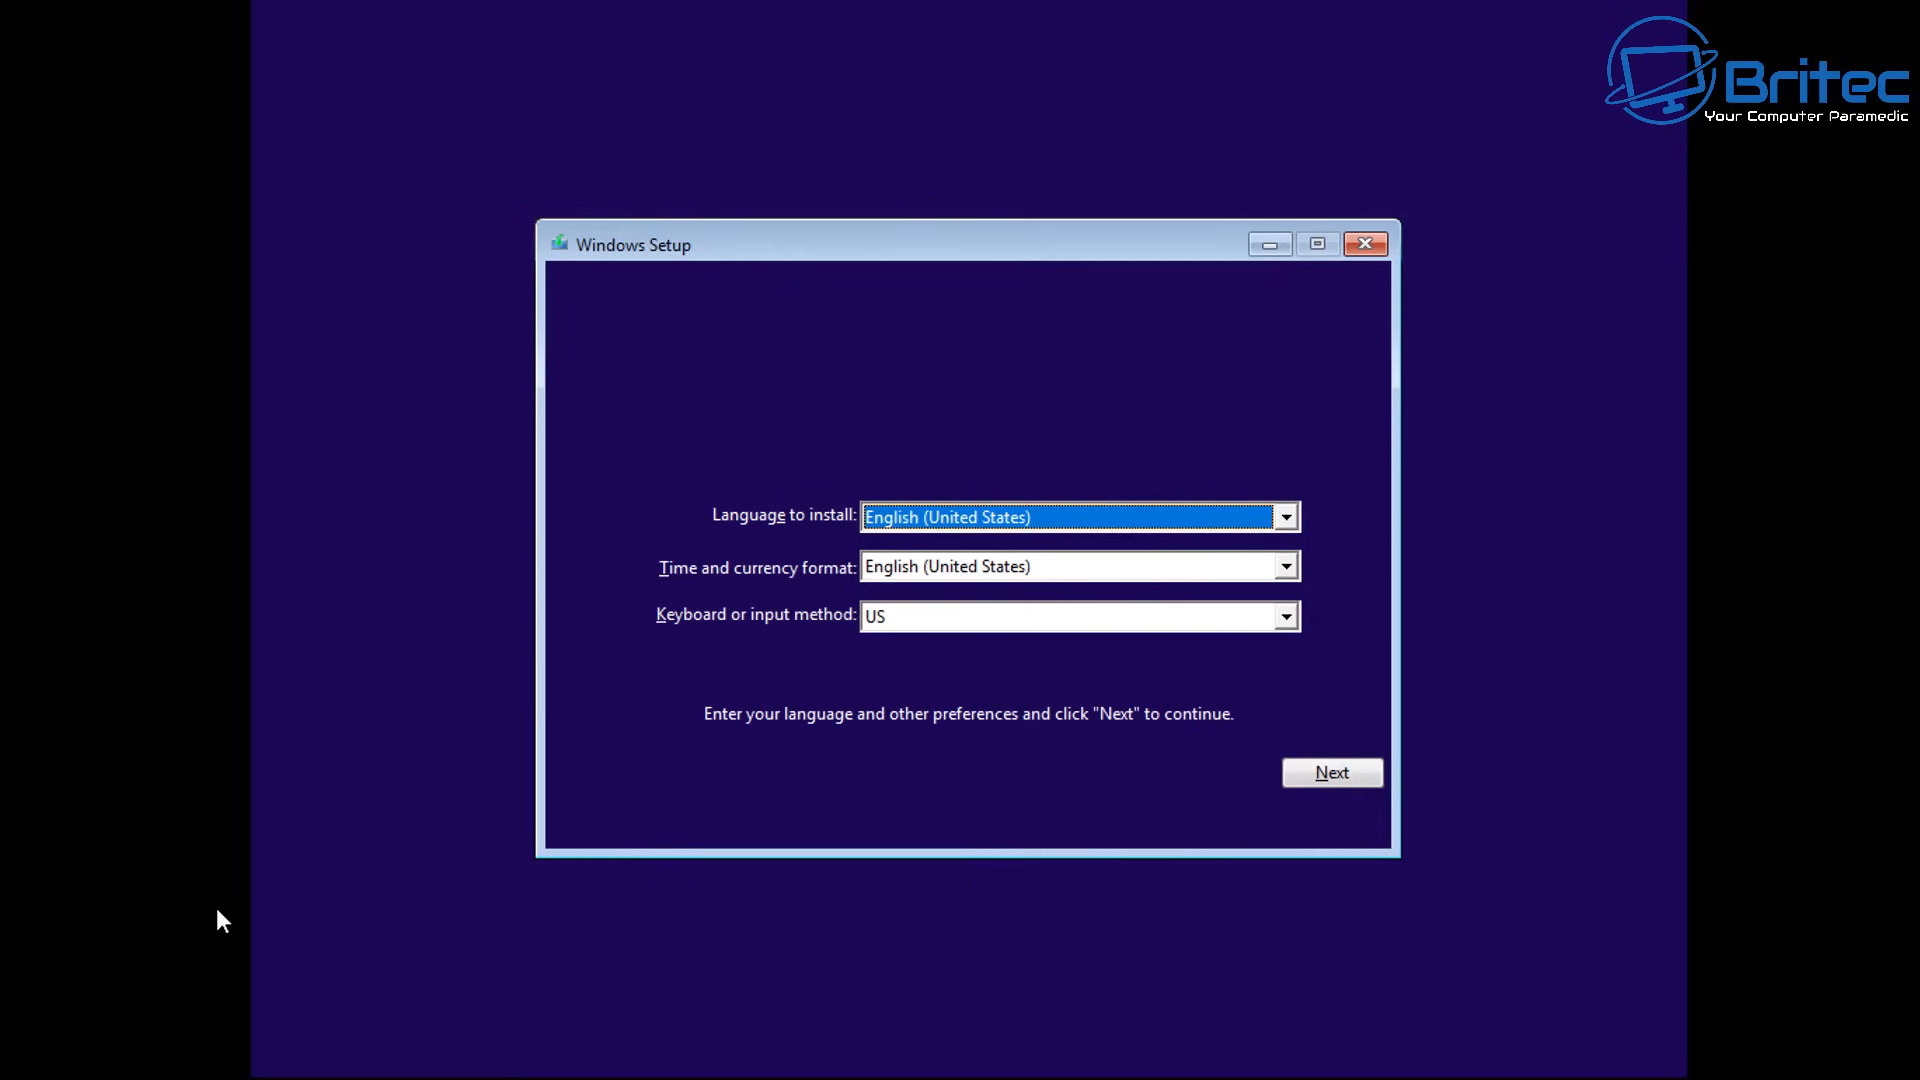 Britec
Your Computer Paramedic
Windows Setup
Language to install: English (United States)
Time and currency format: English (United States)
Keyboard or input method: US
Enter your language and other preferences and click "Next" to continue.
Next